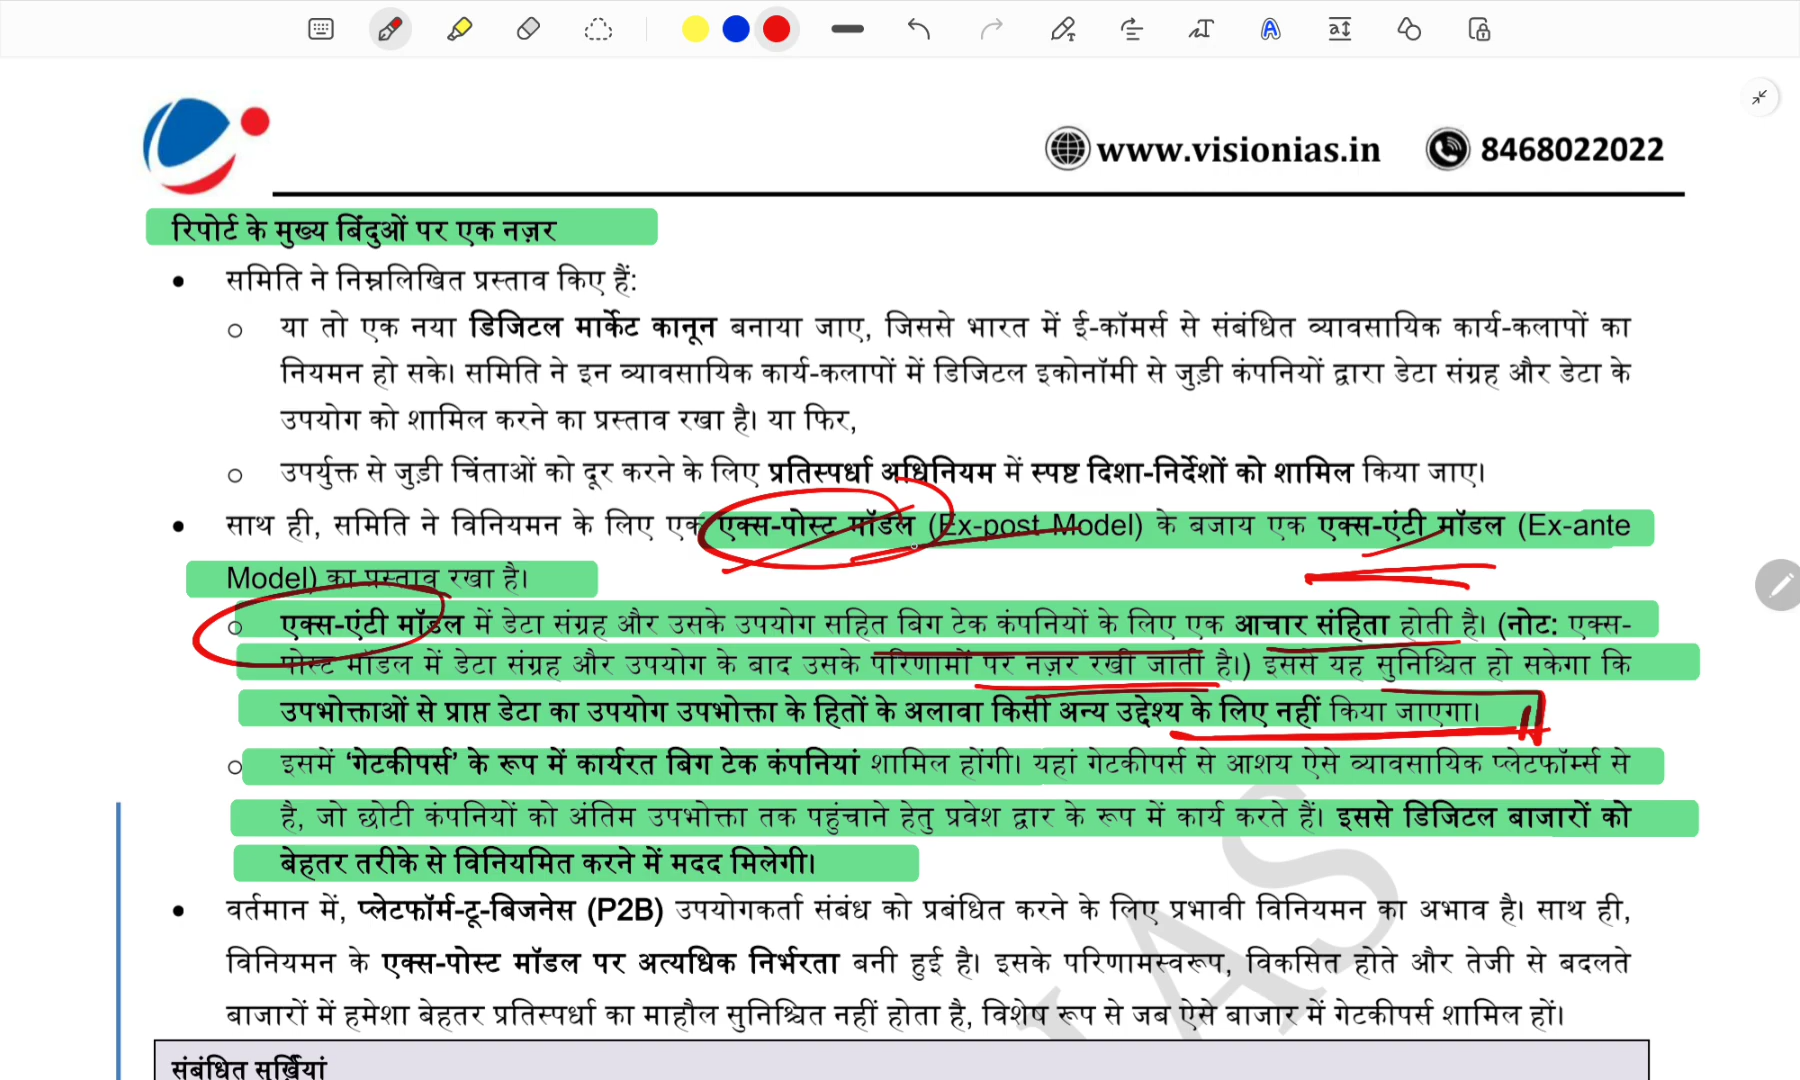 www.visionias.in 8468022022
रिपोर्ट के मुख्य बिंदुओं पर एक नज़र
• समिति ने निम्नलिखित प्रस्ताव किए हैं:
○ या तो एक नया डिजिटल मार्केट कानून बनाया जाए, जिससे भारत में ई-कॉमर्स से संबंधित व्यावसायिक कार्य-कलापों का
नियमन हो सके। समिति ने इन व्यावसायिक कार्य-कलापों में डिजिटल इकोनॉमी से जुड़ी कंपनियों द्वारा डेटा संग्रह और डेटा के
उपयोग को शामिल करने का प्रस्ताव रखा है। या फिर,
○ उपर्युक्त से जुड़ी चिंताओं को दूर करने के लिए प्रतिस्पर्धा अधिनियम में स्पष्ट दिशा-निर्देशों को शामिल किया जाए।
• साथ ही, समिति ने विनियमन के लिए एक एक्स-पोस्ट मॉडल (Ex-post Model) के बजाय एक एक्स-एंटी मॉडल (Ex-ante
Model) का प्रस्ताव रखा है।
○ एक्स-एंटी मॉडल में डेटा संग्रह और उसके उपयोग सहित बिग टेक कंपनियों के लिए एक आचार संहिता होती है। (नोट: एक्स-
पोस्ट मॉडल में डेटा संग्रह और उपयोग के बाद उसके परिणामों पर नज़र रखी जाती है।) इससे यह सुनिश्चित हो सकेगा कि
उपभोक्ताओं से प्राप्त डेटा का उपयोग उपभोक्ता के हितों के अलावा किसी अन्य उद्देश्य के लिए नहीं किया जाएगा।
○ इसमें 'गेटकीपर्स' के रूप में कार्यरत बिग टेक कंपनियां शामिल होंगी। यहां गेटकीपर्स से आशय ऐसे व्यावसायिक प्लेटफॉर्म्स से
है, जो छोटी कंपनियों को अंतिम उपभोक्ता तक पहुंचाने हेतु प्रवेश द्वार के रूप में कार्य करते हैं। इससे डिजिटल बाजारों को
बेहतर तरीके से विनियमित करने में मदद मिलेगी।
• वर्तमान में, प्लेटफॉर्म-टू-बिजनेस (P2B) उपयोगकर्ता संबंध को प्रबंधित करने के लिए प्रभावी विनियमन का अभाव है। साथ ही,
विनियमन के एक्स-पोस्ट मॉडल पर अत्यधिक निर्भरता बनी हुई है। इसके परिणामस्वरूप, विकसित होते और तेजी से बदलते
बाजारों में हमेशा बेहतर प्रतिस्पर्धा का माहौल सुनिश्चित नहीं होता है, विशेष रूप से जब ऐसे बाजार में गेटकीपर्स शामिल हों।
संबंधित सुर्ख़ियां